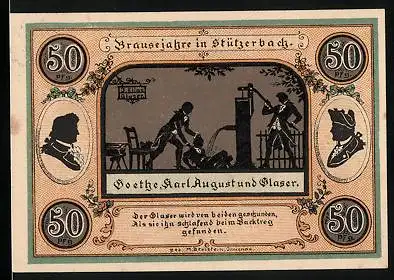 Brausejahre in Stützerbach.
50 Pfg.
50 Pfg.
Goethe, Karl August und Glaser.
Der Glaser wird von beiden gefunden,
Als sie ihn schlafend beim Backtrog
gefunden.
50 Pfg.
50 Pfg.